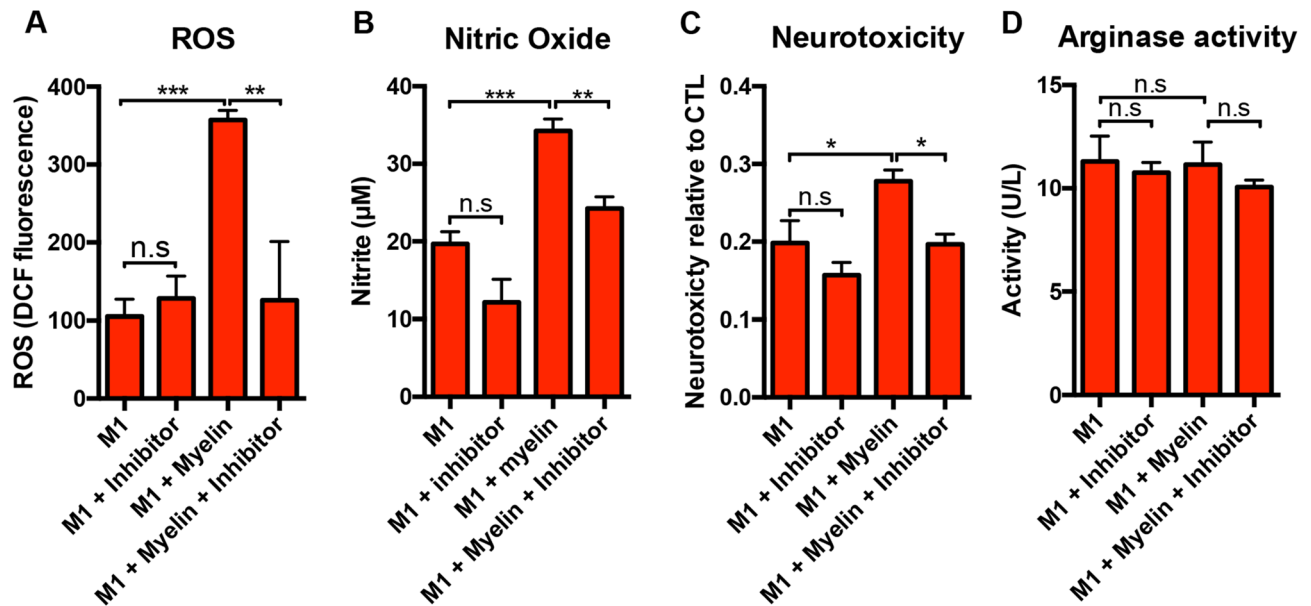 A
ROS
ROS (DCF fluorescence)
400
300
200
100
0
***
**
n.s
M1
M1 + Inhibitor
M1 + Myelin
M1 + Myelin + Inhibitor
B
Nitric Oxide
Nitrite (µM)
40
30
20
10
0
***
**
n.s
M1
M1 + inhibitor
M1 + myelin
M1 + Myelin + Inhibitor
C
Neurotoxicity
Neurotoxicty relative to CTL
0.4
0.3
0.2
0.1
0.0
*
*
n.s
M1
M1 + Inhibitor
M1 + Myelin
M1 + Myelin + Inhibitor
D
Arginase activity
Activity (U/L)
15
10
5
0
n.s
n.s
n.s
M1
M1 + Inhibitor
M1 + Myelin
M1 + Myelin + Inhibitor